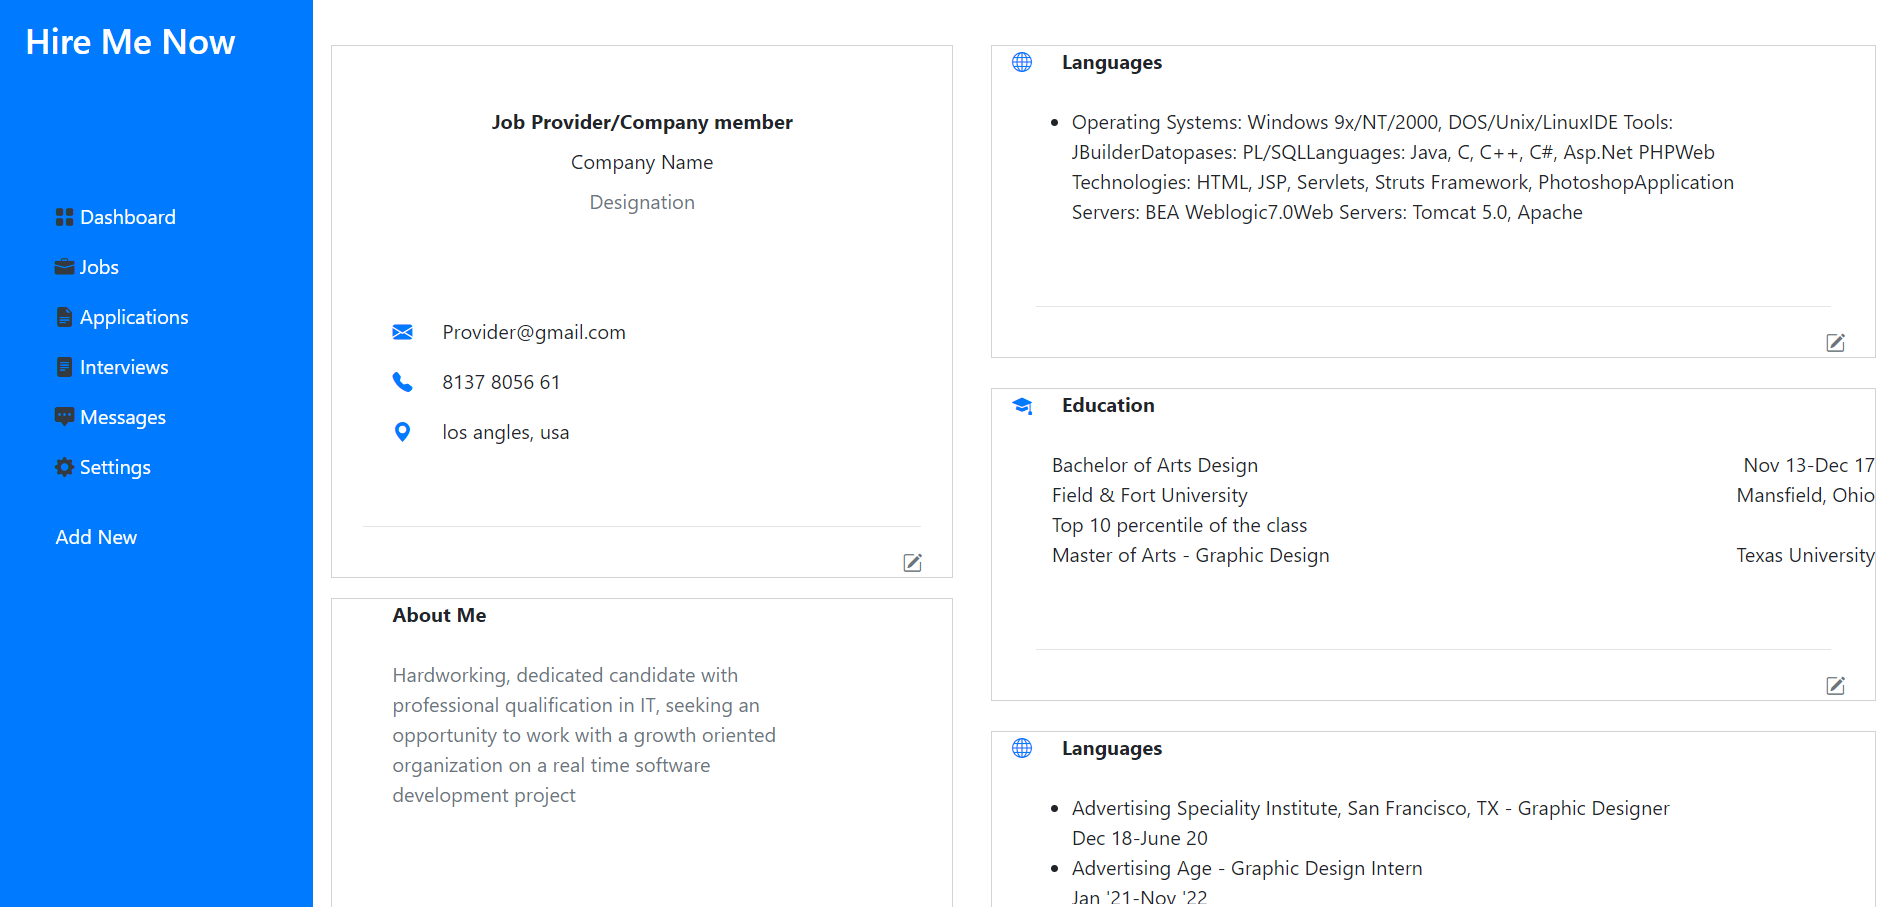 Hire Me Now
Dashboard
Jobs
Applications
Interviews
Messages
Settings
Add New
Job Provider/Company member
Company Name
Designation
Provider@gmail.com
8137 8056 61
los angles, usa
About Me
Hardworking, dedicated candidate with
professional qualification in IT, seeking an
opportunity to work with a growth oriented
organization on a real time software
development project
Languages
Operating Systems: Windows 9x/NT/2000, DOS/Unix/LinuxIDE Tools:
JBuilderDatopases: PL/SQLLanguages: Java, C, C++, C#, Asp.Net PHPWeb
Technologies: HTML, JSP, Servlets, Struts Framework, PhotoshopApplication
Servers: BEA Weblogic7.0Web Servers: Tomcat 5.0, Apache
Education
Bachelor of Arts Design Nov 13-Dec 17
Field & Fort University Mansfield, Ohio
Top 10 percentile of the class
Master of Arts - Graphic Design Texas University
Languages
Advertising Speciality Institute, San Francisco, TX - Graphic Designer
Dec 18-June 20
Advertising Age - Graphic Design Intern
Jan '21-Nov '22